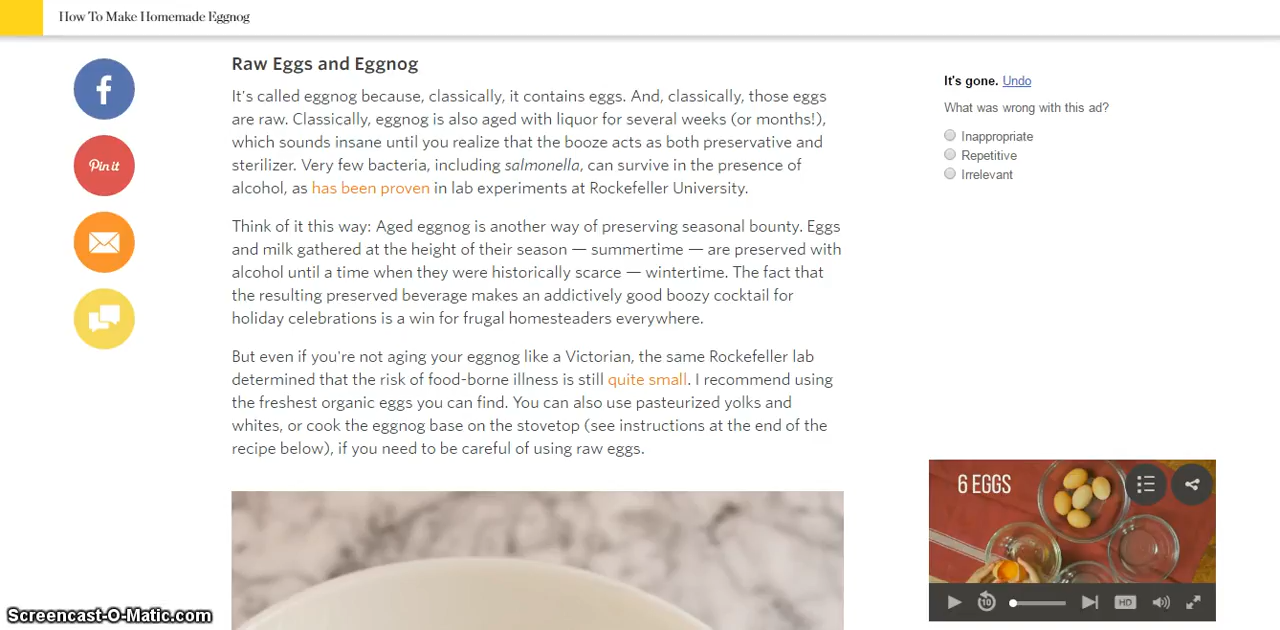 How To Make Homemade Eggnog
Raw Eggs and Eggnog
It's called eggnog because, classically, it contains eggs. And, classically, those eggs
are raw. Classically, eggnog is also aged with liquor for several weeks (or months!),
which sounds insane until you realize that the booze acts as both preservative and
sterilizer. Very few bacteria, including salmonella, can survive in the presence of
alcohol, as has been proven in lab experiments at Rockefeller University.
Think of it this way: Aged eggnog is another way of preserving seasonal bounty. Eggs
and milk gathered at the height of their season — summertime — are preserved with
alcohol until a time when they were historically scarce — wintertime. The fact that
the resulting preserved beverage makes an addictively good boozy cocktail for
holiday celebrations is a win for frugal homesteaders everywhere.
But even if you're not aging your eggnog like a Victorian, the same Rockefeller lab
determined that the risk of food-borne illness is still quite small. I recommend using
the freshest organic eggs you can find. You can also use pasteurized yolks and
whites, or cook the eggnog base on the stovetop (see instructions at the end of the
recipe below), if you need to be careful of using raw eggs.
f
Pin it
It's gone. Undo
What was wrong with this ad?
Inappropriate
Repetitive
Irrelevant
6 EGGS
10
HD
Screencast-O-Matic.com